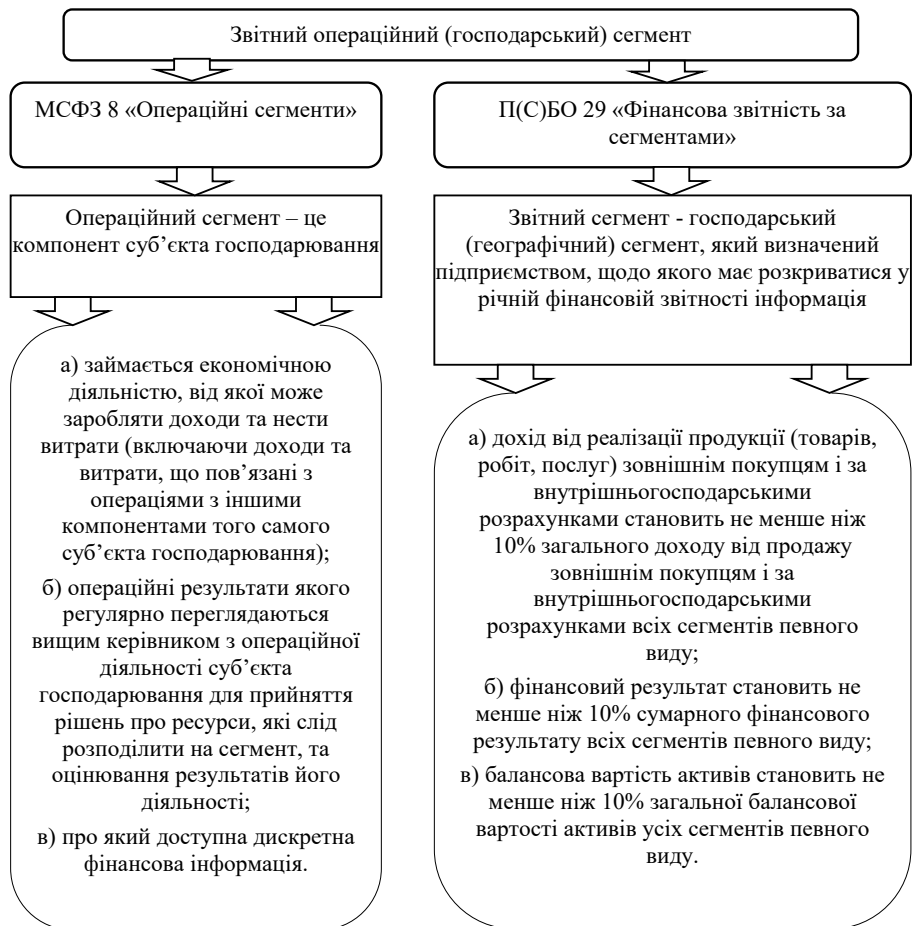 Звітний операційний (господарський) сегмент
МСФЗ 8 «Операційні сегменти»
Операційний сегмент – це
компонент суб’єкта господарювання
а) займається економічною
діяльністю, від якої може
заробляти доходи та нести
витрати (включаючи доходи та
витрати, що пов’язані з
операціями з іншими
компонентами того самого
суб’єкта господарювання);
б) операційні результати якого
регулярно переглядаються
вищим керівником з операційної
діяльності суб’єкта
господарювання для прийняття
рішень про ресурси, які слід
розподілити на сегмент, та
оцінювання результатів його
діяльності;
в) про який доступна дискретна
фінансова інформація.
П(С)БО 29 «Фінансова звітність за
сегментами»
Звітний сегмент - господарський
(географічний) сегмент, який визначений
підприємством, щодо якого має розкриватися у
річній фінансовій звітності інформація
а) дохід від реалізації продукції (товарів,
робіт, послуг) зовнішнім покупцям і за
внутрішньогосподарськими
розрахунками становить не менше ніж
10% загального доходу від продажу
зовнішнім покупцям і за
внутрішньогосподарськими
розрахунками всіх сегментів певного
виду;
б) фінансовий результат становить не
менше ніж 10% сумарного фінансового
результату всіх сегментів певного виду;
в) балансова вартість активів становить не
менше ніж 10% загальної балансової
вартості активів усіх сегментів певного
виду.